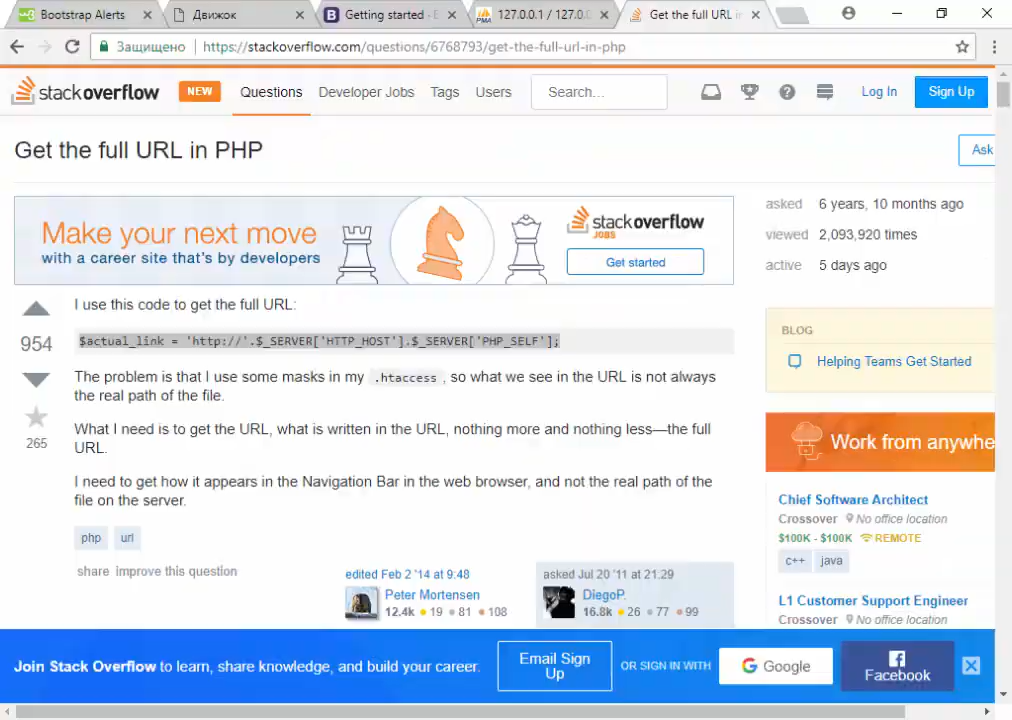 Bootstrap Alerts
Движок
Getting started - B
127.0.0.1 / 127.0.
Get the full URL in
Защищено
https://stackoverflow.com/questions/6768793/get-the-full-url-in-php
stackoverflow
NEW
Questions
Developer Jobs
Tags
Users
Search...
Log In
Sign Up
Get the full URL in PHP
Ask
Make your next move
with a career site that's by developers
stackoverflow
JOBS
Get started
asked 6 years, 10 months ago
viewed 2,093,920 times
active 5 days ago
I use this code to get the full URL:
954
$actual_link = 'http://'.$_SERVER['HTTP_HOST'].$_SERVER['PHP_SELF'];
The problem is that I use some masks in my .htaccess, so what we see in the URL is not always
the real path of the file.
265
What I need is to get the URL, what is written in the URL, nothing more and nothing less—the full
URL.
I need to get how it appears in the Navigation Bar in the web browser, and not the real path of the
file on the server.
php url
share improve this question
edited Feb 2 '14 at 9:48
Peter Mortensen
12.4k 19 81 108
asked Jul 20 '11 at 21:29
DiegoP.
16.8k 26 77 99
BLOG
Helping Teams Get Started
Work from anywhe
Chief Software Architect
Crossover No office location
$100K - $100K REMOTE
c++ java
L1 Customer Support Engineer
Crossover No office location
Join Stack Overflow to learn, share knowledge, and build your career.
Email Sign
Up
OR SIGN IN WITH
Google
Facebook